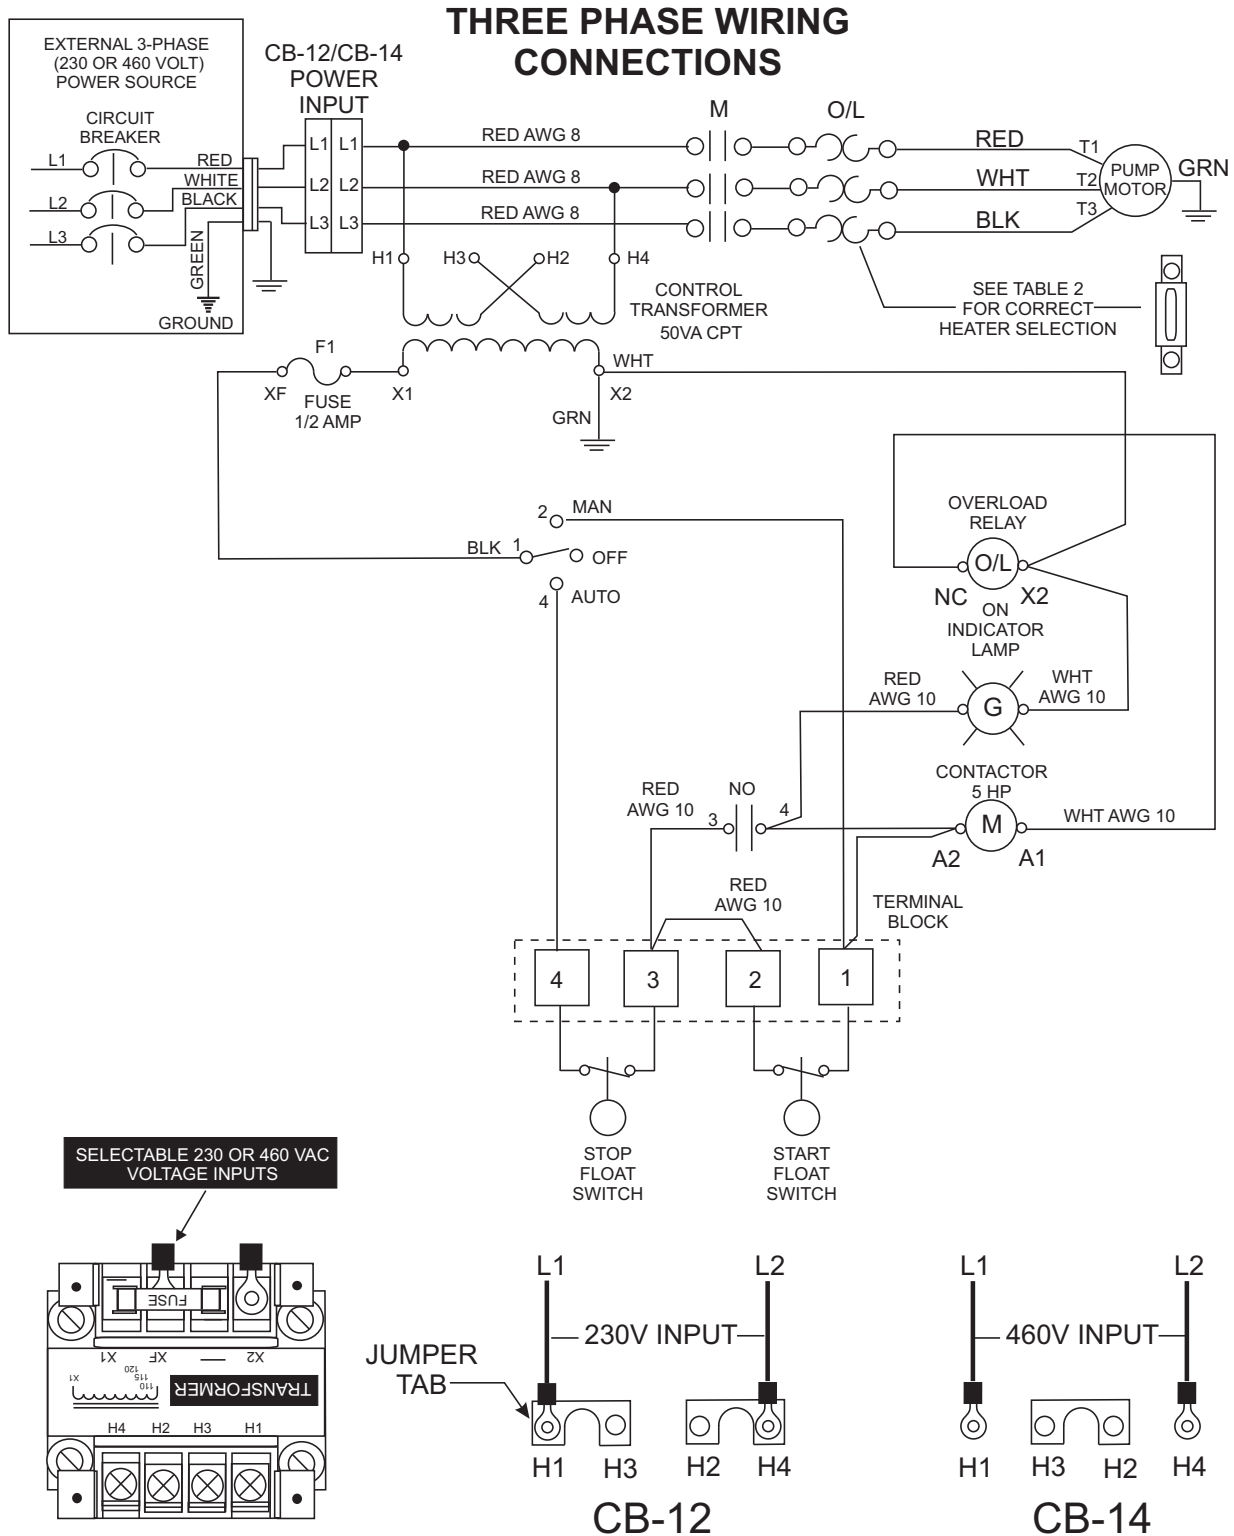 THREE PHASE WIRING
CONNECTIONS
EXTERNAL 3-PHASE
(230 OR 460 VOLT)
POWER SOURCE
CIRCUIT
BREAKER
L1
L2
L3
RED
WHITE
BLACK
GREEN
GROUND
CB-12/CB-14
POWER
INPUT
L1 L1
L2 L2
L3 L3
RED AWG 8
RED AWG 8
RED AWG 8
M
O/L
RED
WHT
BLK
T1
T2
T3
PUMP
MOTOR
GRN
H1
H3
H2
H4
CONTROL
TRANSFORMER
50VA CPT
SEE TABLE 2
FOR CORRECT
HEATER SELECTION
F1
XF
FUSE
1/2 AMP
X1
WHT
X2
GRN
2
MAN
BLK
1
OFF
4
AUTO
OVERLOAD
RELAY
O/L
NC
X2
ON
INDICATOR
LAMP
RED
AWG 10
G
WHT
AWG 10
CONTACTOR
5 HP
M
A2
A1
WHT AWG 10
RED
AWG 10
NO
3
4
RED
AWG 10
TERMINAL
BLOCK
4
3
2
1
STOP
FLOAT
SWITCH
START
FLOAT
SWITCH
SELECTABLE 230 OR 460 VAC
VOLTAGE INPUTS
FUSE
X1
XF
X2
X1
120
115
110
TRANSFORMER
H4
H2
H3
H1
L1
L2
230V INPUT
JUMPER
TAB
H1
H3
H2
H4
CB-12
L1
L2
460V INPUT
H1
H3
H2
H4
CB-14